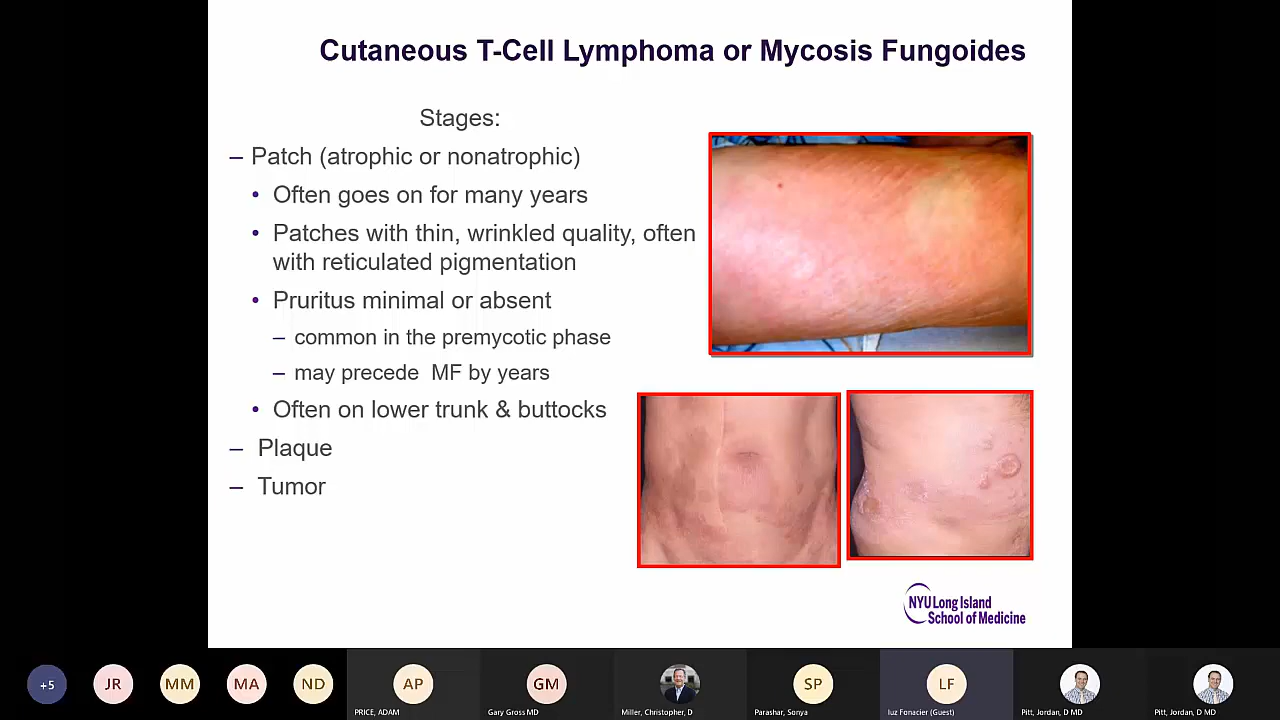 Cutaneous T-Cell Lymphoma or Mycosis Fungoides
Stages:
– Patch (atrophic or nonatrophic)
• Often goes on for many years
• Patches with thin, wrinkled quality, often
with reticulated pigmentation
• Pruritus minimal or absent
– common in the premycotic phase
– may precede MF by years
• Often on lower trunk & buttocks
– Plaque
– Tumor
NYU Long Island
School of Medicine
+5
JR
MM
MA
ND
AP
PRICE, ADAM
GM
Gary Gross MD
Miller, Christopher, D
SP
Parashar, Sonya
LF
luz Fonacier (Guest)
Pitt, Jordan, D MD
Pitt, Jordan, D MD